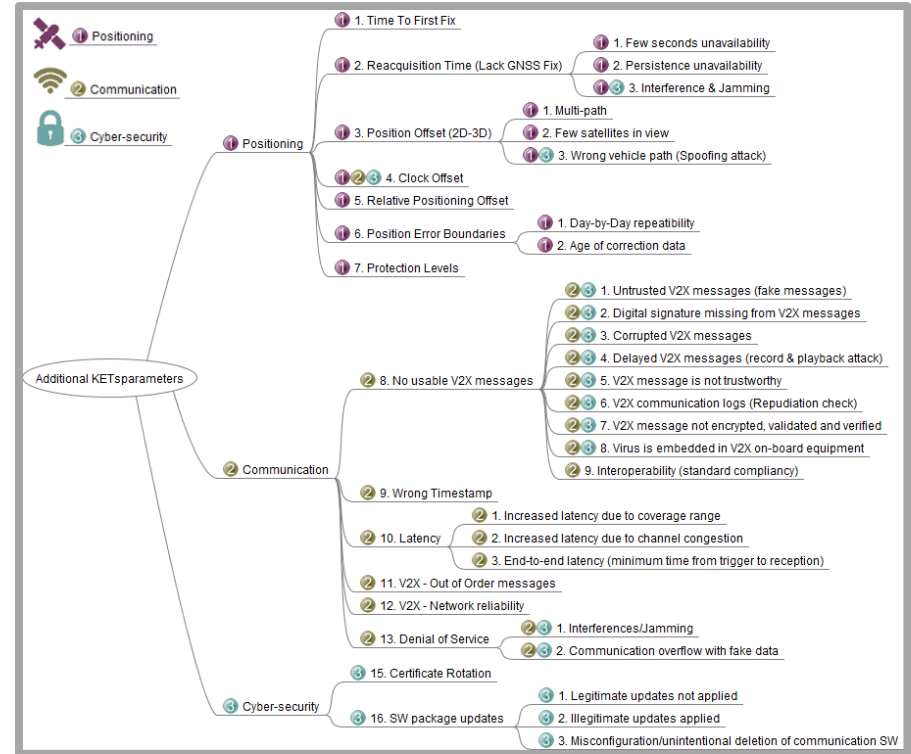 1 Positioning
2 Communication
3 Cyber-security
Additional KETsparameters
1 Positioning
1 1. Time To First Fix
1 2. Reacquisition Time (Lack GNSS Fix)
1 1. Few seconds unavailability
1 2. Persistence unavailability
1 3 3. Interference & Jamming
1 3. Position Offset (2D-3D)
1 1. Multi-path
1 2. Few satellites in view
1 3 3. Wrong vehicle path (Spoofing attack)
1 2 3 4. Clock Offset
1 5. Relative Positioning Offset
1 6. Position Error Boundaries
1 1. Day-by-Day repeatibility
1 2. Age of correction data
1 7. Protection Levels
2 Communication
2 8. No usable V2X messages
2 3 1. Untrusted V2X messages (fake messages)
2 3 2. Digital signature missing from V2X messages
2 3 3. Corrupted V2X messages
2 3 4. Delayed V2X messages (record & playback attack)
2 3 5. V2X message is not trustworthy
2 3 6. V2X communication logs (Repudiation check)
2 3 7. V2X message not encrypted, validated and verified
2 3 8. Virus is embedded in V2X on-board equipment
2 9. Interoperability (standard compliancy)
2 9. Wrong Timestamp
2 10. Latency
2 1. Increased latency due to coverage range
2 2. Increased latency due to channel congestion
2 3. End-to-end latency (minimum time from trigger to reception)
2 11. V2X - Out of Order messages
2 12. V2X - Network reliability
2 13. Denial of Service
2 3 1. Interferences/Jamming
2 3 2. Communication overflow with fake data
3 Cyber-security
3 15. Certificate Rotation
3 16. SW package updates
3 1. Legitimate updates not applied
3 2. Illegitimate updates applied
3 3. Misconfiguration/unintentional deletion of communication SW